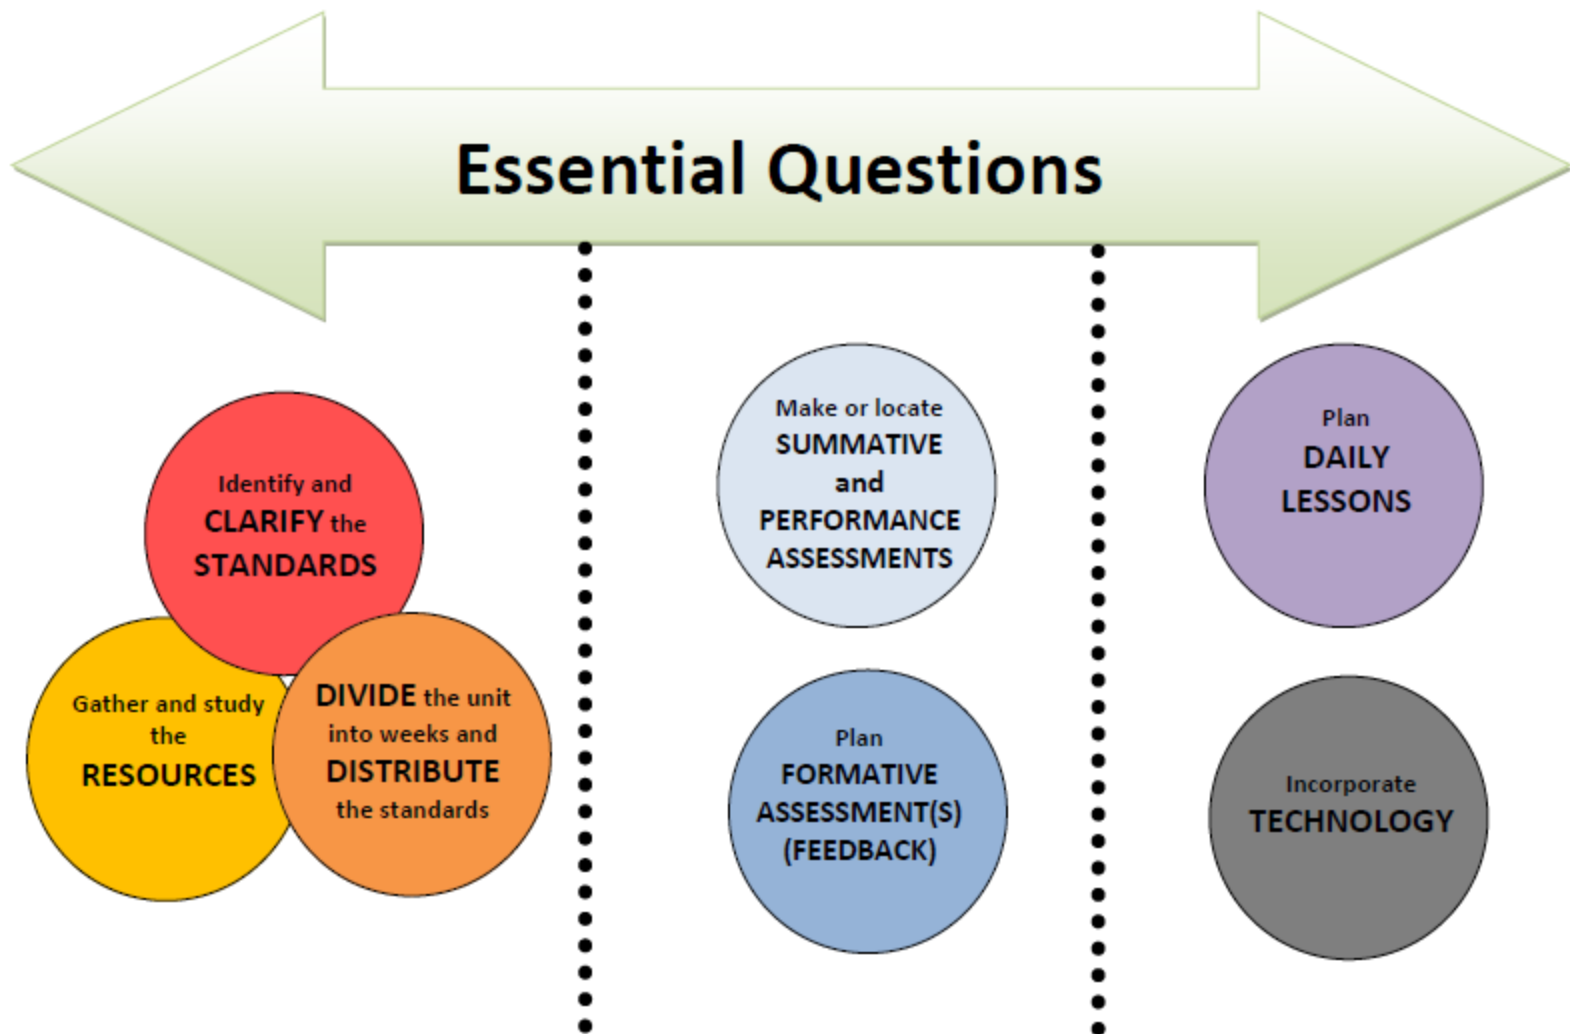 Essential Questions
Identify and
CLARIFY the
STANDARDS
Gather and study
the
RESOURCES
DIVIDE the unit
into weeks and
DISTRIBUTE
the standards
Make or locate
SUMMATIVE
and
PERFORMANCE
ASSESSMENTS
Plan
FORMATIVE
ASSESSMENT(S)
(FEEDBACK)
Plan
DAILY
LESSONS
Incorporate
TECHNOLOGY